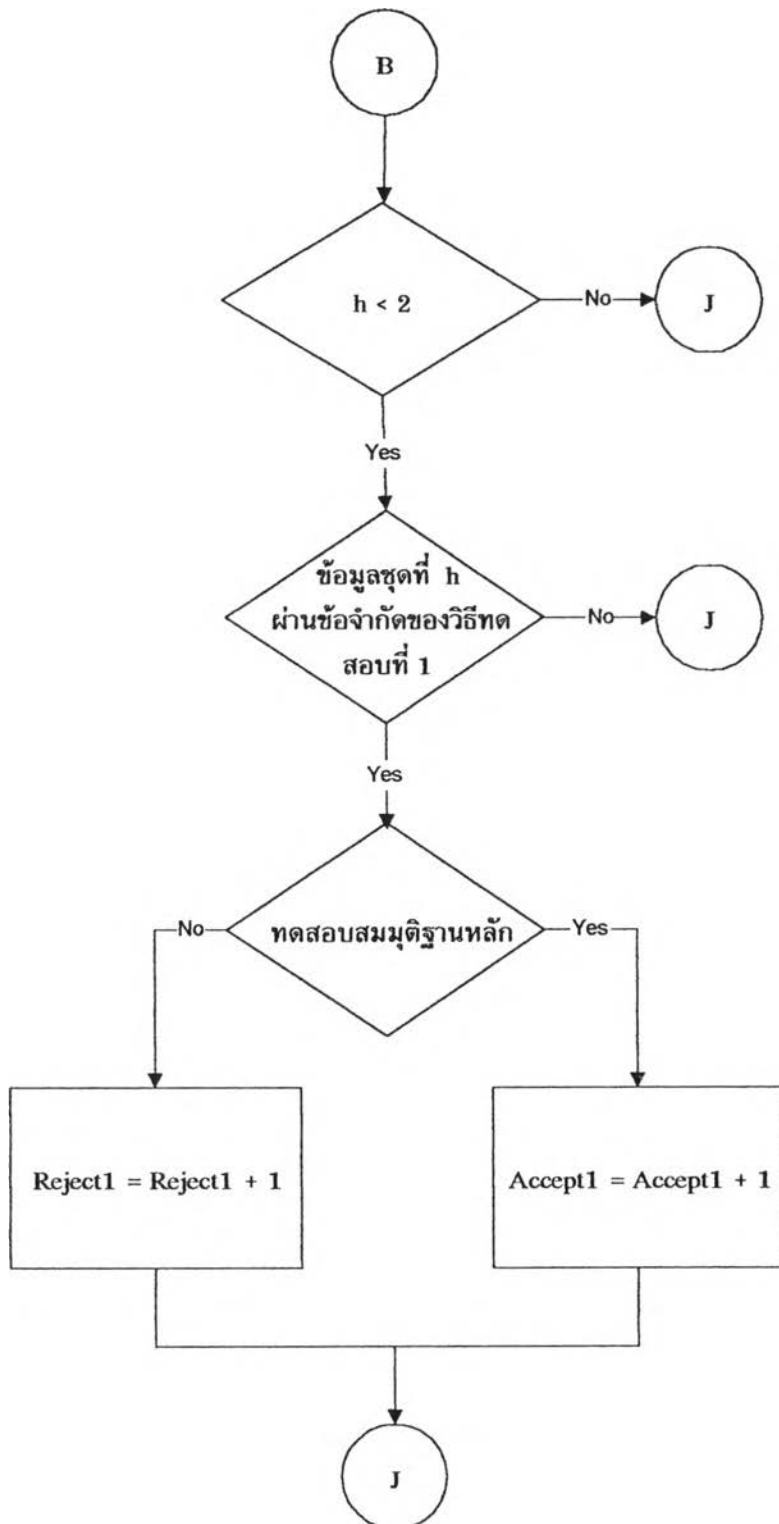 B
h < 2
No
J
Yes
ข้อมูลชุดที่ h
ผ่านข้อจำกัดของวิธีทด
สอบที่ 1
No
J
Yes
ทดสอบสมมุติฐานหลัก
No
Yes
Reject1 = Reject1 + 1
Accept1 = Accept1 + 1
J